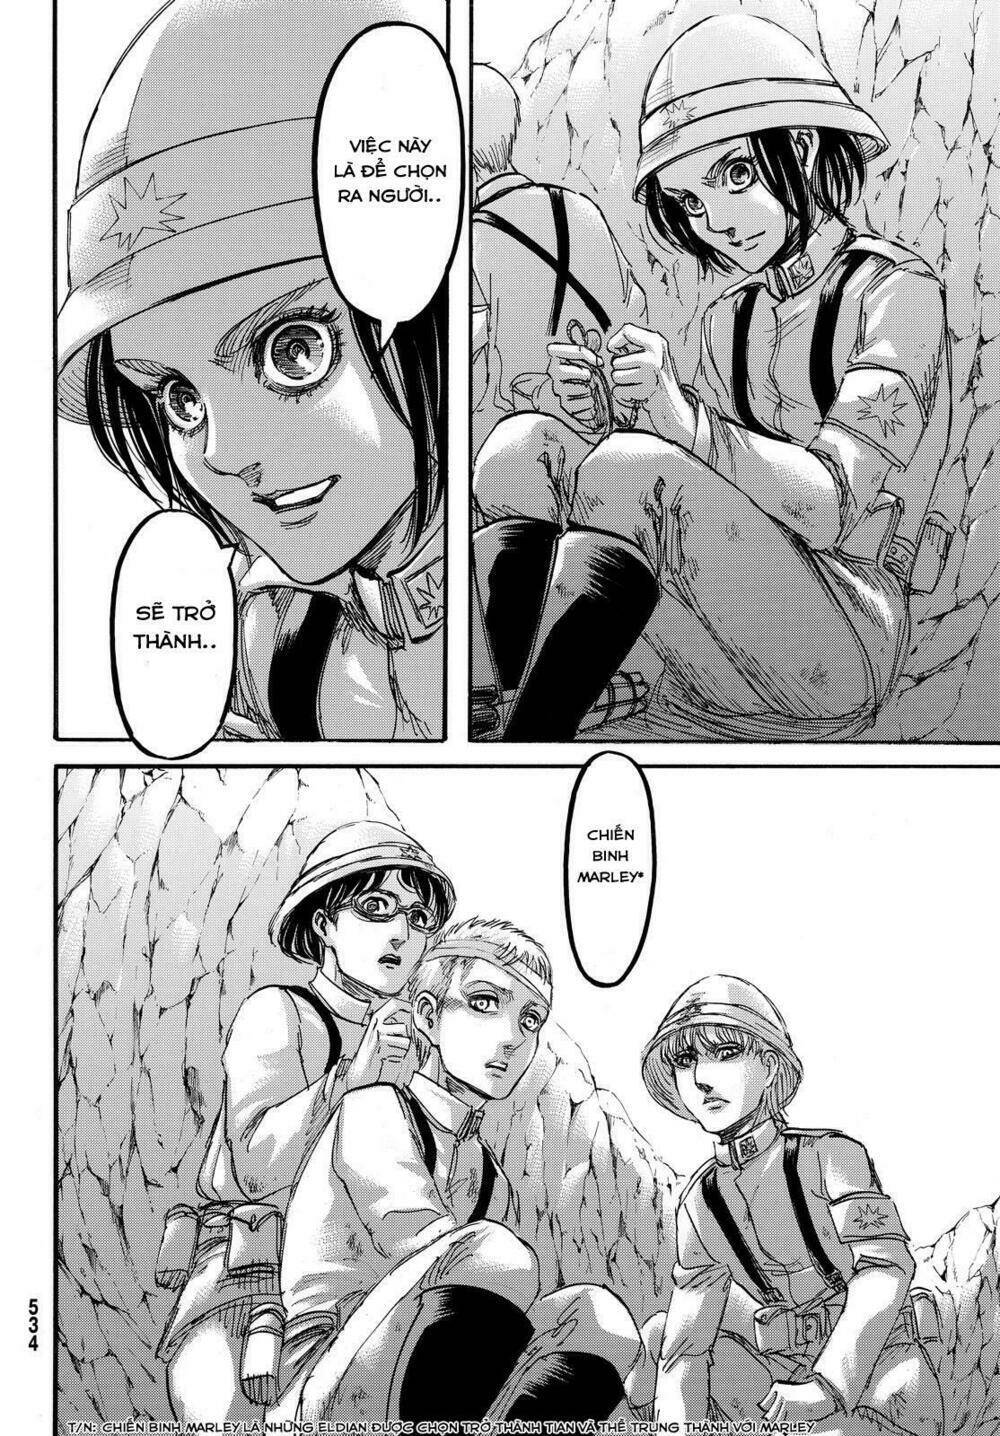 VIỆC NÀY
LÀ ĐỂ CHỌN
RA NGƯỜI..
SẼ TRỞ
THÀNH..
CHIẾN
BINH
MARLEY*
534
T/N: CHIẾN BINH MARLEY LÀ NHỮNG ELDIAN ĐƯỢC CHỌN TRỞ THÀNH TIAN VÀ THỀ TRUNG THÀNH VỚI MARLEY